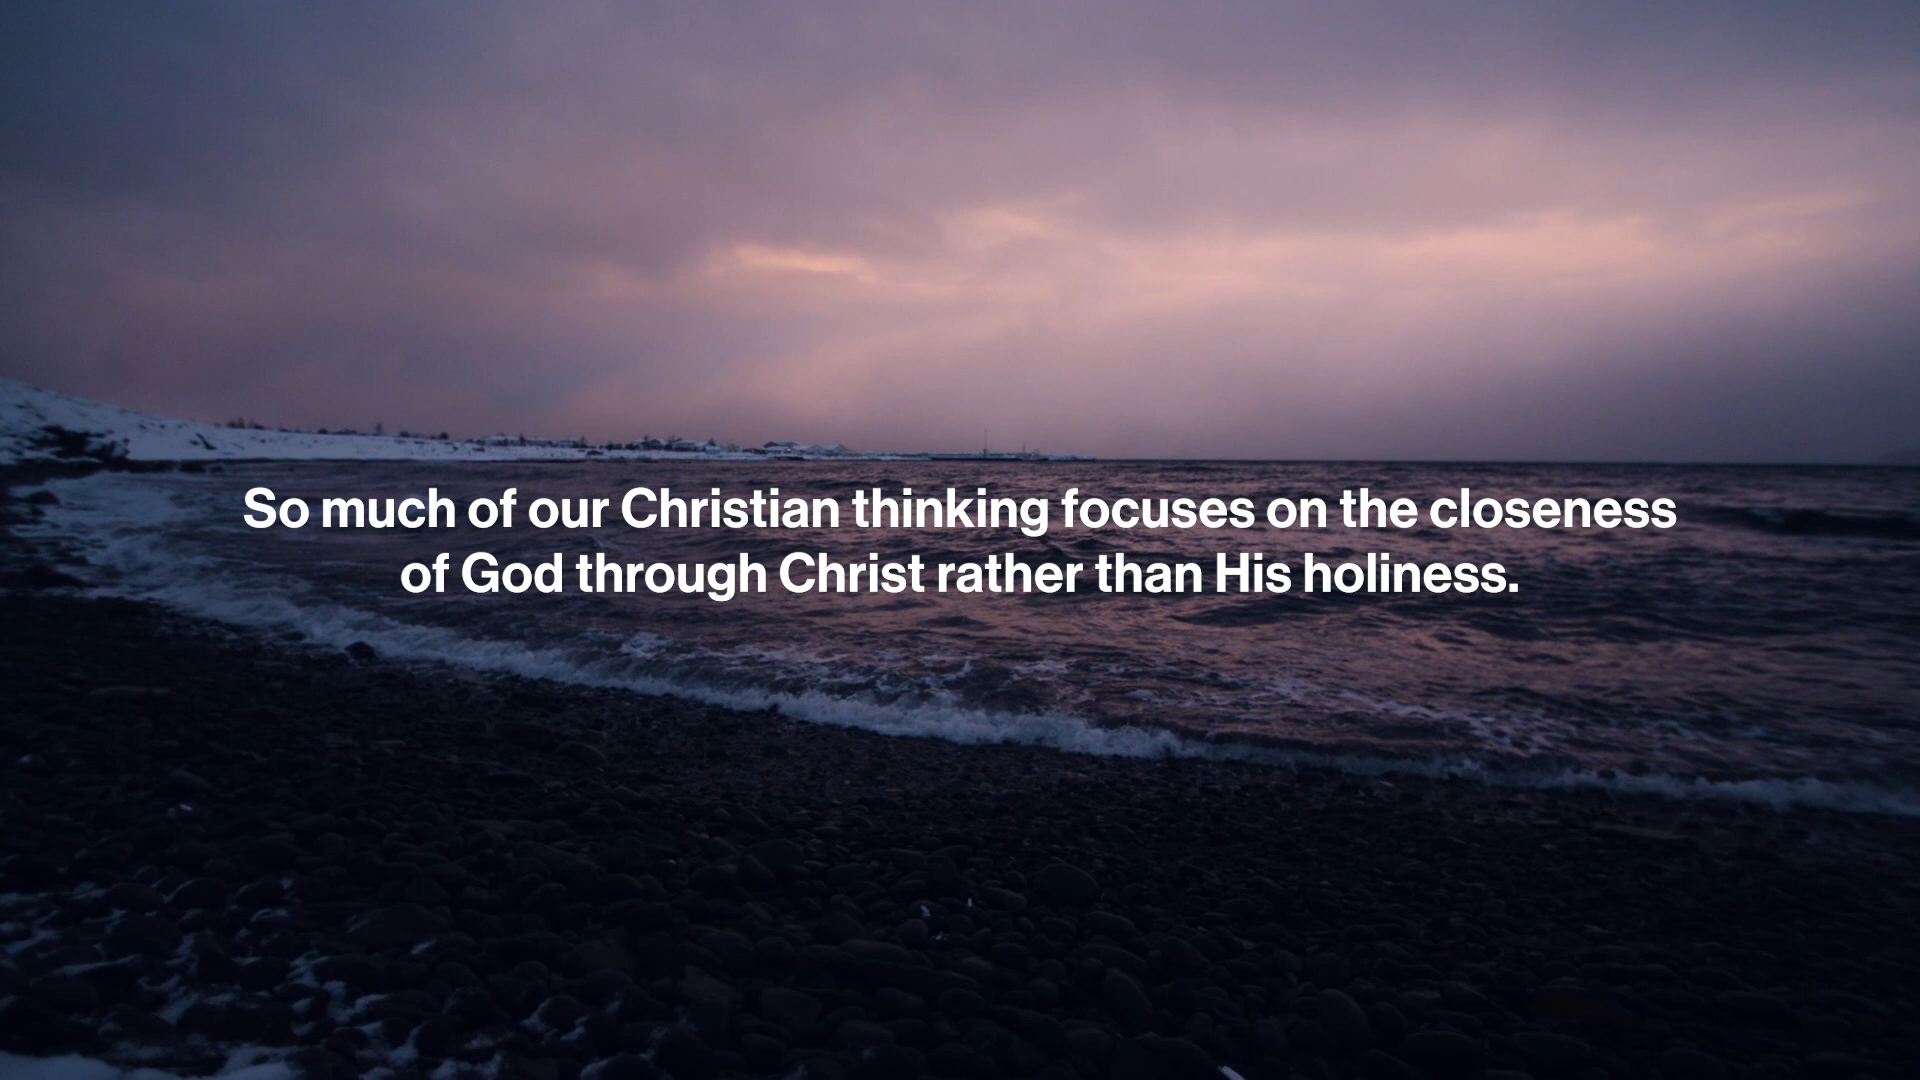 So much of our Christian thinking focuses on the closeness
of God through Christ rather than His holiness.